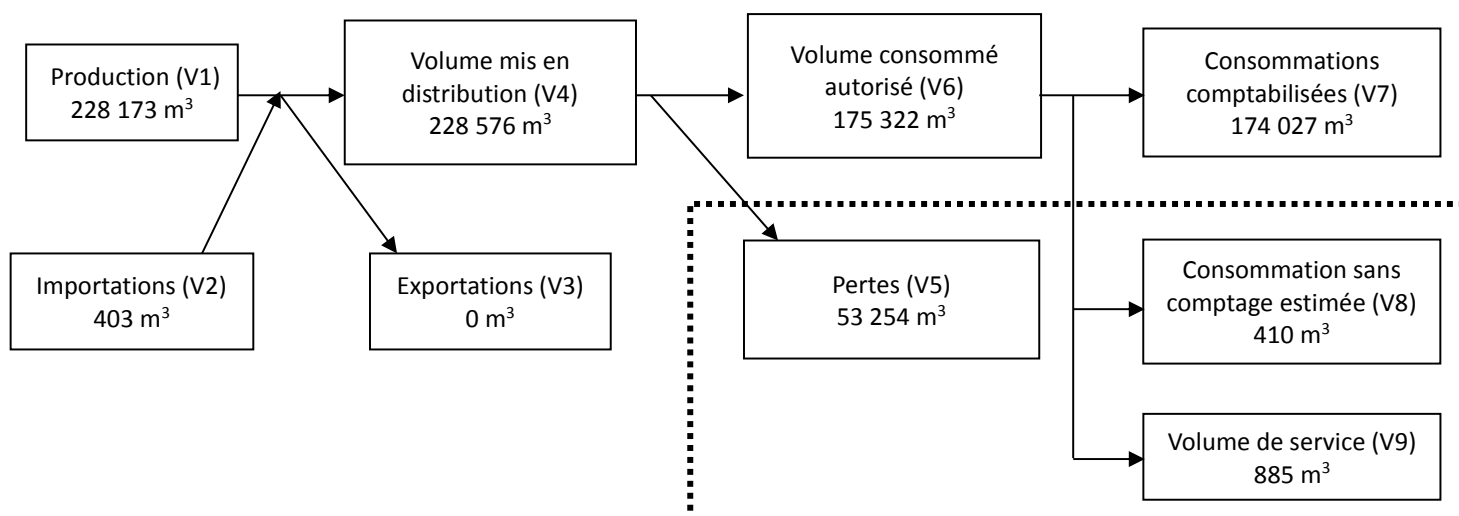 Production (V1)
228 173 m³
Volume mis en
distribution (V4)
228 576 m³
Volume consommé
autorisé (V6)
175 322 m³
Consommations
comptabilisées (V7)
174 027 m³
Importations (V2)
403 m³
Exportations (V3)
0 m³
Pertes (V5)
53 254 m³
Consommation sans
comptage estimée (V8)
410 m³
Volume de service (V9)
885 m³